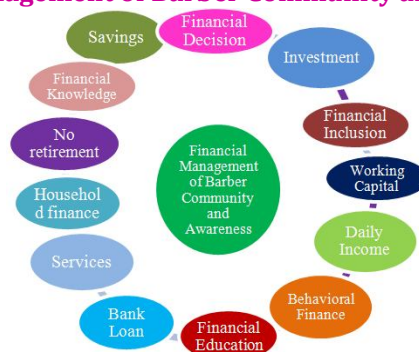 of Barber Community
Financial
Decision
Investment
Financial
Inclusion
Working
Capital
Daily
Income
Behavioral
Finance
Financial
Education
Bank
Loan
Services
Househol
d finance
No
retirement
Financial
Knowledge
Savings
Financial
Management
of Barber
Community
and
Awareness